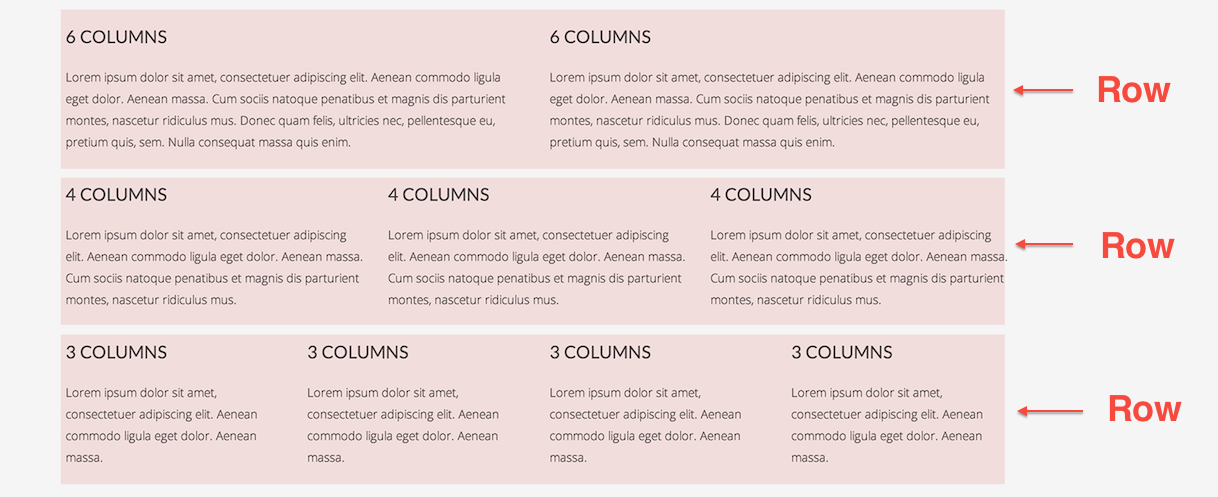 6 COLUMNS
Lorem ipsum dolor sit amet, consectetuer adipiscing elit. Aenean commodo ligula
eget dolor. Aenean massa. Cum sociis natoque penatibus et magnis dis parturient
montes, nascetur ridiculus mus. Donec quam felis, ultricies nec, pellentesque eu,
pretium quis, sem. Nulla consequat massa quis enim.
6 COLUMNS
Lorem ipsum dolor sit amet, consectetuer adipiscing elit. Aenean commodo ligula
eget dolor. Aenean massa. Cum sociis natoque penatibus et magnis dis parturient
montes, nascetur ridiculus mus. Donec quam felis, ultricies nec, pellentesque eu,
pretium quis, sem. Nulla consequat massa quis enim.
Row
4 COLUMNS
Lorem ipsum dolor sit amet, consectetuer adipiscing
elit. Aenean commodo ligula eget dolor. Aenean massa.
Cum sociis natoque penatibus et magnis dis parturient
montes, nascetur ridiculus mus.
4 COLUMNS
Lorem ipsum dolor sit amet, consectetuer adipiscing
elit. Aenean commodo ligula eget dolor. Aenean massa.
Cum sociis natoque penatibus et magnis dis parturient
montes, nascetur ridiculus mus.
4 COLUMNS
Lorem ipsum dolor sit amet, consectetuer adipiscing
elit. Aenean commodo ligula eget dolor. Aenean massa.
Cum sociis natoque penatibus et magnis dis parturient
montes, nascetur ridiculus mus.
Row
3 COLUMNS
Lorem ipsum dolor sit amet,
consectetuer adipiscing elit. Aenean
commodo ligula eget dolor. Aenean
massa.
3 COLUMNS
Lorem ipsum dolor sit amet,
consectetuer adipiscing elit. Aenean
commodo ligula eget dolor. Aenean
massa.
3 COLUMNS
Lorem ipsum dolor sit amet,
consectetuer adipiscing elit. Aenean
commodo ligula eget dolor. Aenean
massa.
3 COLUMNS
Lorem ipsum dolor sit amet,
consectetuer adipiscing elit. Aenean
commodo ligula eget dolor. Aenean
massa.
Row